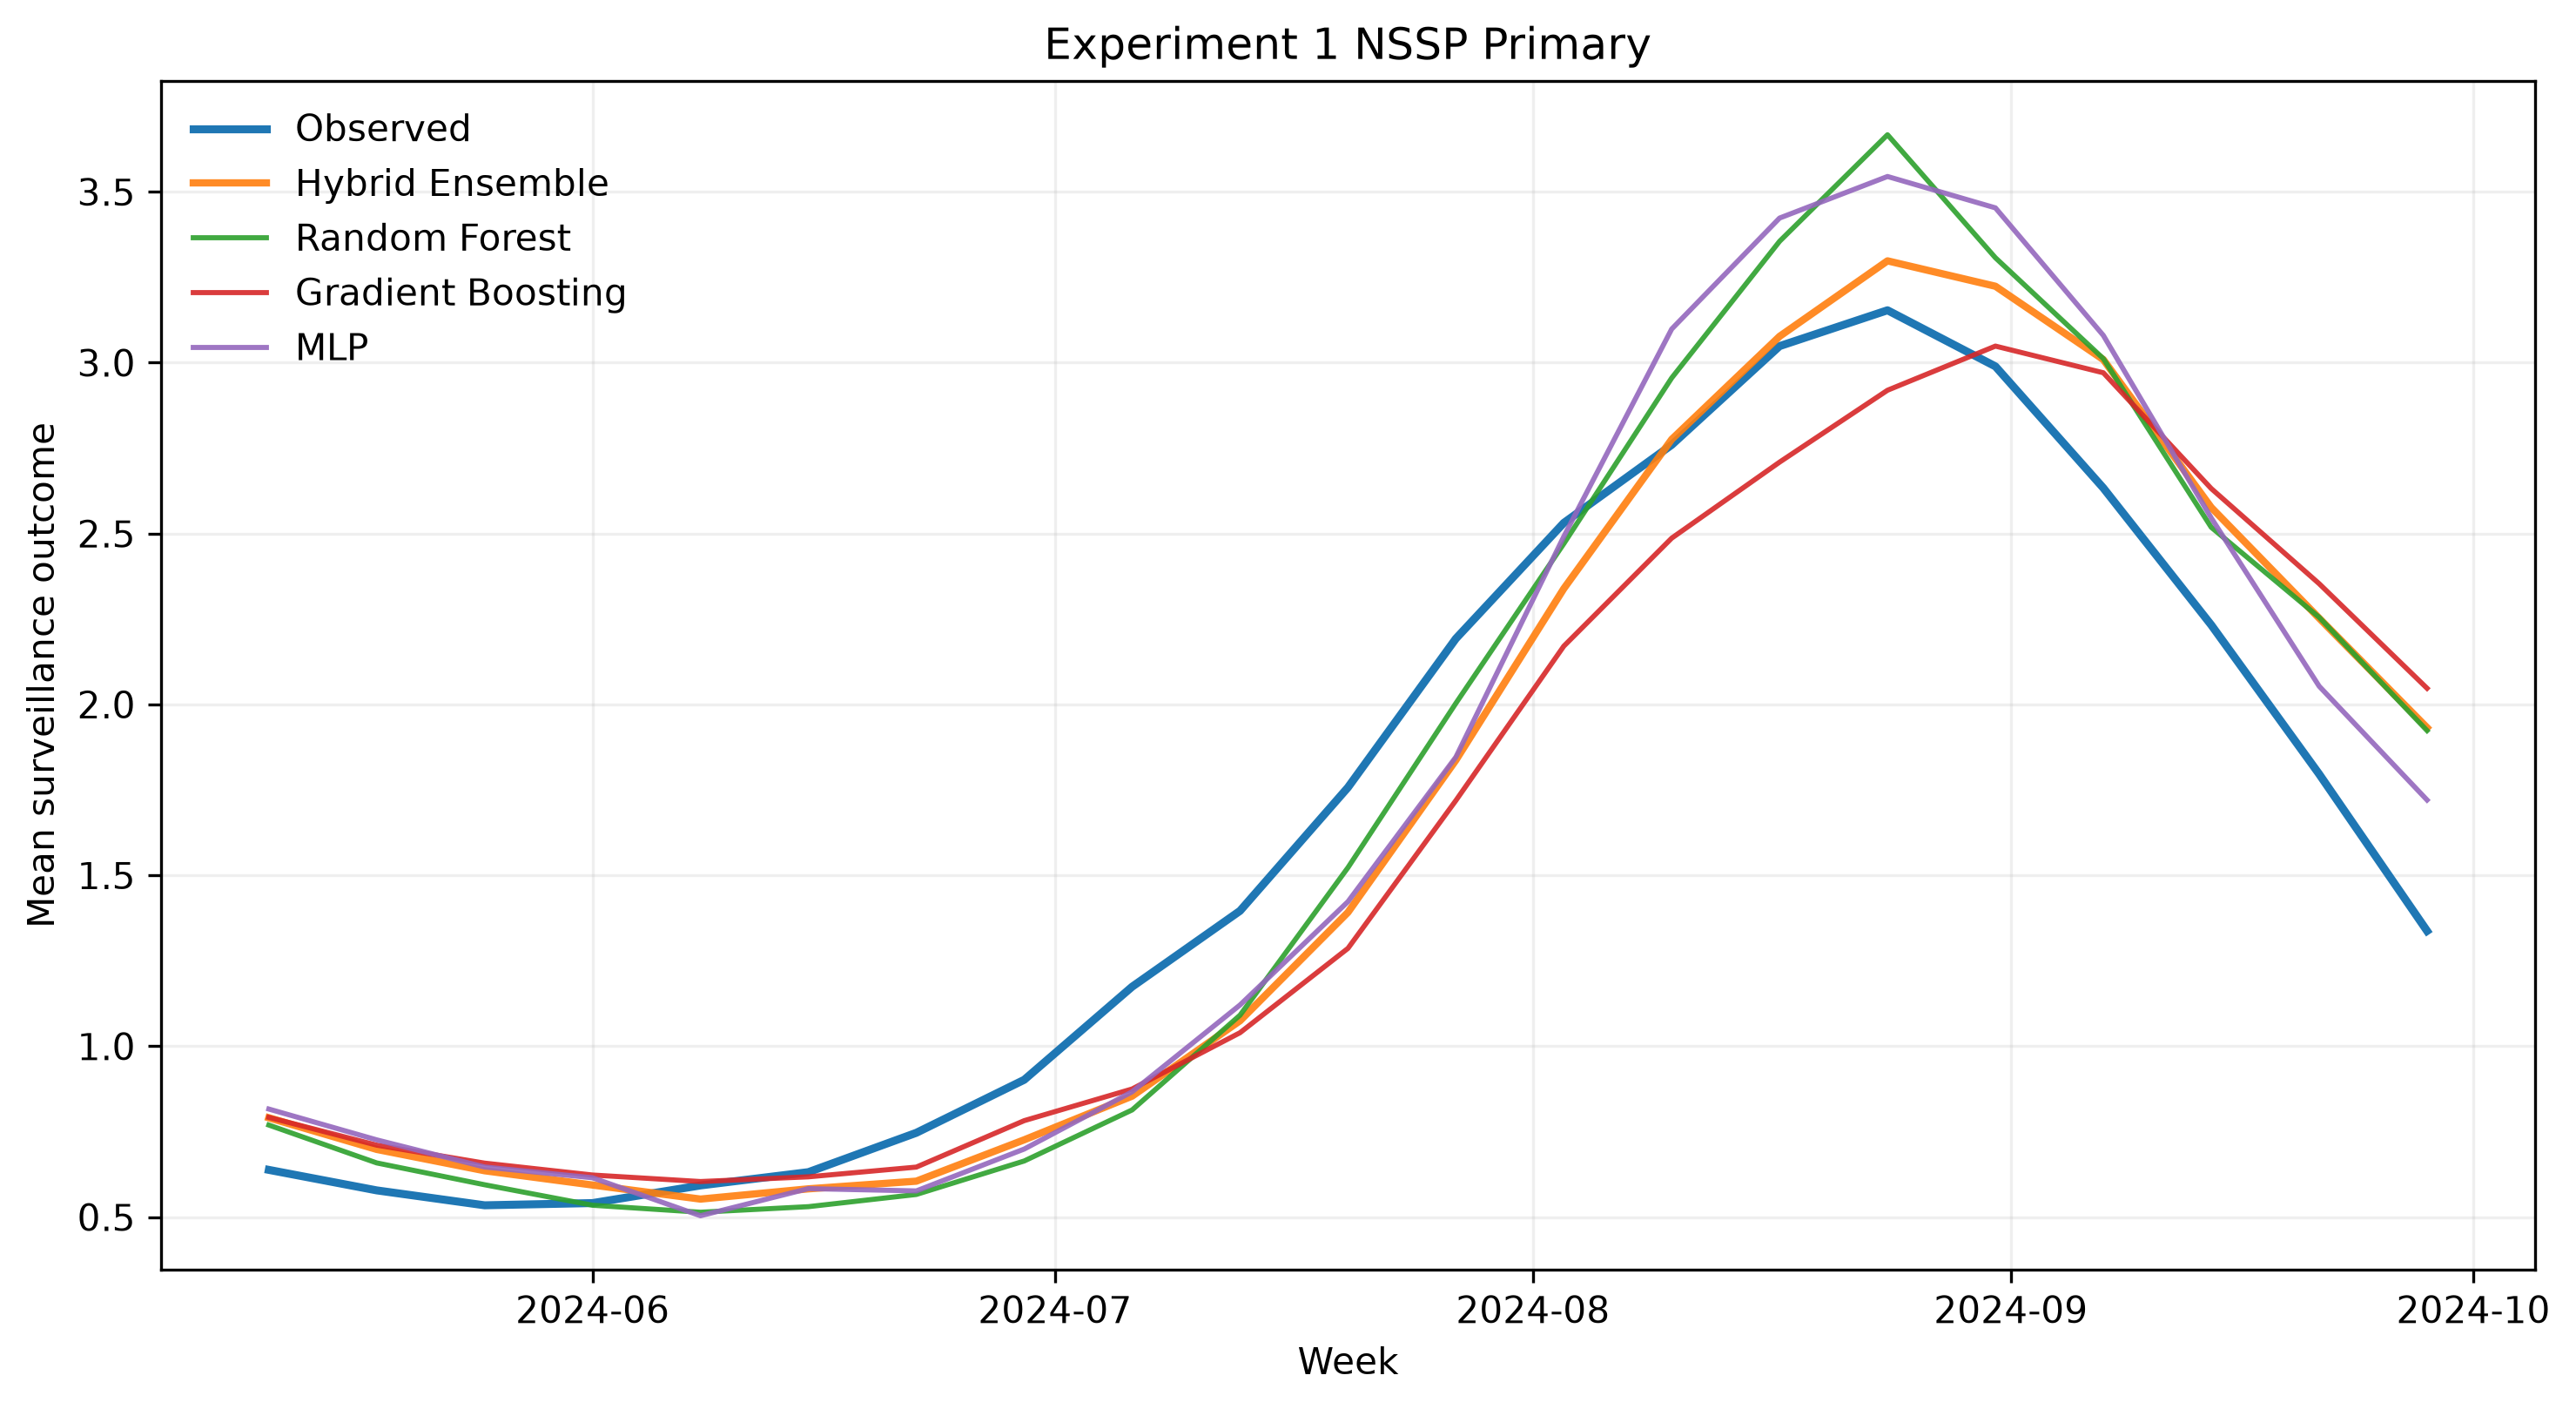 Experiment 1 NSSP Primary
Observed
Hybrid Ensemble
Random Forest
Gradient Boosting
MLP
Mean surveillance outcome
3.5
3.0
2.5
2.0
1.5
1.0
0.5
2024-06
2024-07
2024-08
2024-09
2024-10
Week